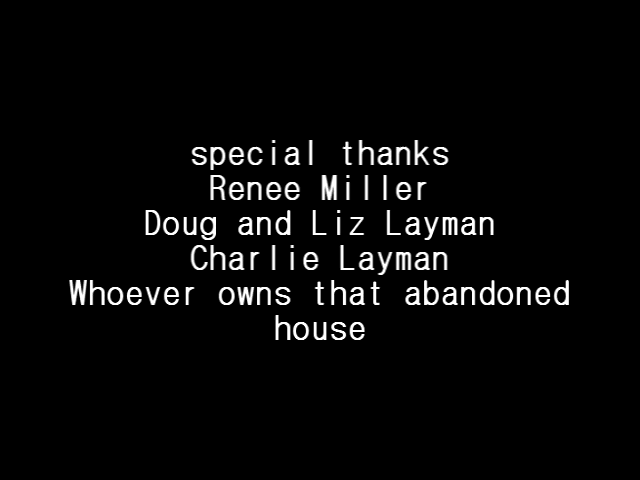 special thanks
Renee Miller
Doug and Liz Layman
Charlie Layman
Whoever owns that abandoned
house